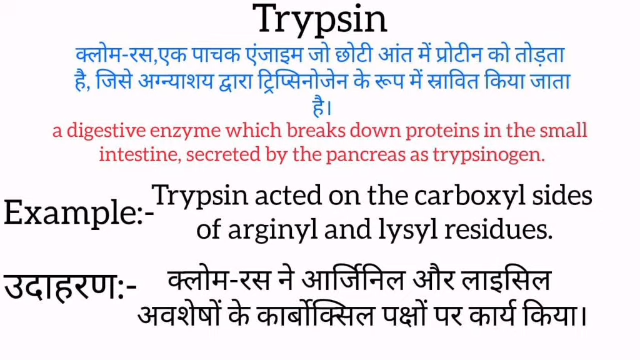 Trypsin
क्लोम-रस,एक पाचक एंजाइम जो छोटी आंत में प्रोटीन को तोड़ता
है, जिसे अग्न्याशय द्वारा ट्रिप्सिनोजेन के रूप में स्रावित किया जाता
है।
a digestive enzyme which breaks down proteins in the small
intestine, secreted by the pancreas as trypsinogen.
Example:-Trypsin acted on the carboxyl sides
of arginyl and lysyl residues.
उदाहरण:- क्लोम-रस ने आर्जिनिल और लाइसिल
अवशेषों के कार्बोक्सिल पक्षों पर कार्य किया।